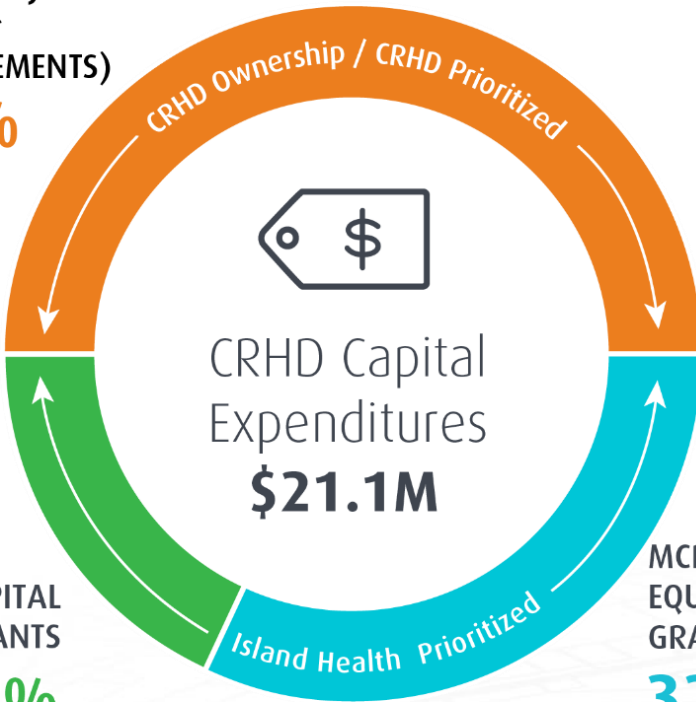 EMENTS)
%
CRHD Ownership / CRHD Prioritized
$
CRHD Capital
Expenditures
$21.1M
PITAL
ANTS
%
Island Health Prioritized
MC
EQU
GRA